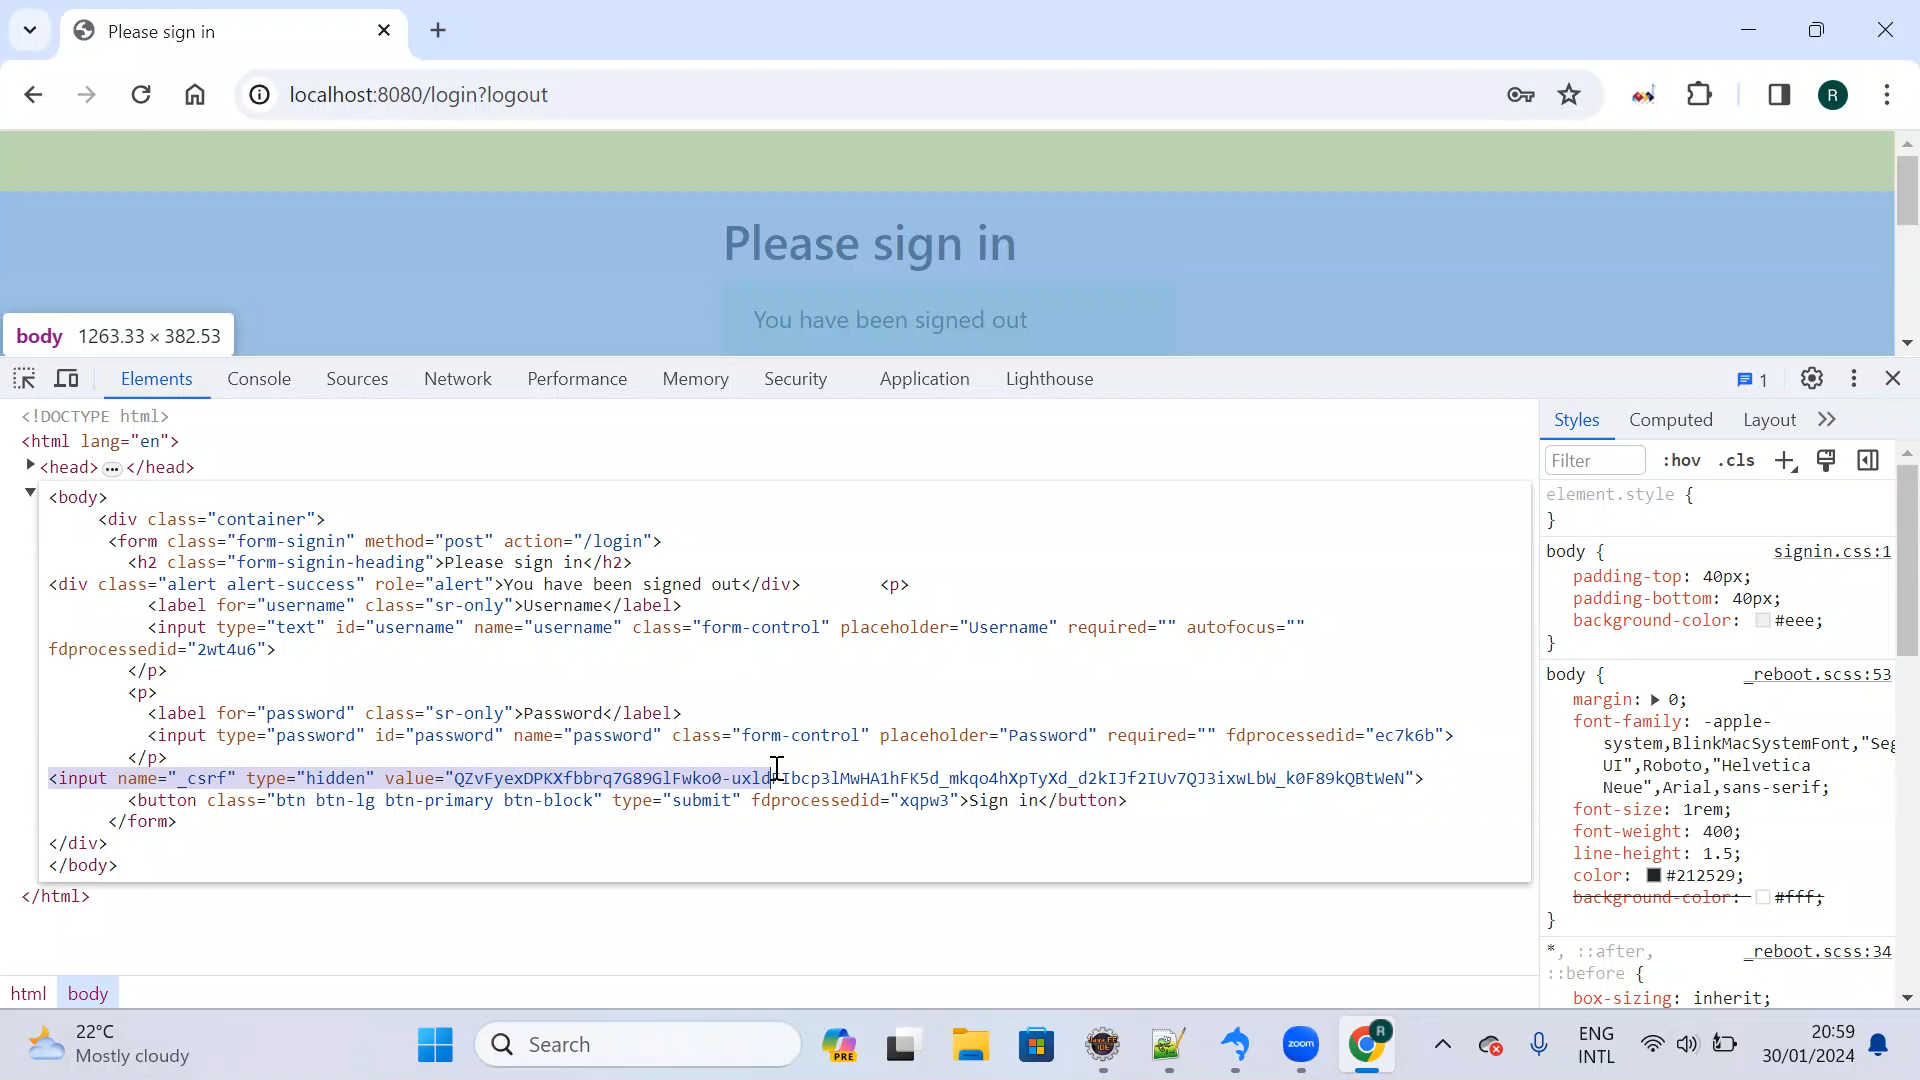 Please sign in
localhost:8080/login?logout
R
Please sign in
You have been signed out
body 1263.33 × 382.53
Elements Console Sources Network Performance Memory Security Application Lighthouse 1
<!DOCTYPE html>
<html lang="en">
<head> ••• </head>
<body>
<div class="container">
<form class="form-signin" method="post" action="/login">
<h2 class="form-signin-heading">Please sign in</h2>
<div class="alert alert-success" role="alert">You have been signed out</div> <p>
<label for="username" class="sr-only">Username</label>
<input type="text" id="username" name="username" class="form-control" placeholder="Username" required="" autofocus=""
fdprocessedid="2wt4u6">
</p>
<p>
<label for="password" class="sr-only">Password</label>
<input type="password" id="password" name="password" class="form-control" placeholder="Password" required="" fdprocessedid="ec7k6b">
</p>
<input name="_csrf" type="hidden" value="
<button class="btn btn-lg btn-primary btn-block" type="submit" fdprocessedid="xqpw3">Sign in</button>
</form>
</div>
</body>
</html>
html body
Styles Computed Layout
Filter :hov .cls
element.style {
}
body { signin.css:1
padding-top: 40px;
padding-bottom: 40px;
background-color: #eee;
}
body { _reboot.scss:53
margin: 0;
font-family: -apple-
system,BlinkMacSystemFont,"Seg
UI",Roboto,"Helvetica
Neue",Arial,sans-serif;
font-size: 1rem;
font-weight: 400;
line-height: 1.5;
color: #212529;
background-color: #fff;
}
*, ::after, _reboot.scss:34
::before {
box-sizing: inherit;
22°C
Mostly cloudy
Search
PRE
Java EE
IDE
zoom
R
ENG
INTL
20:59
30/01/2024